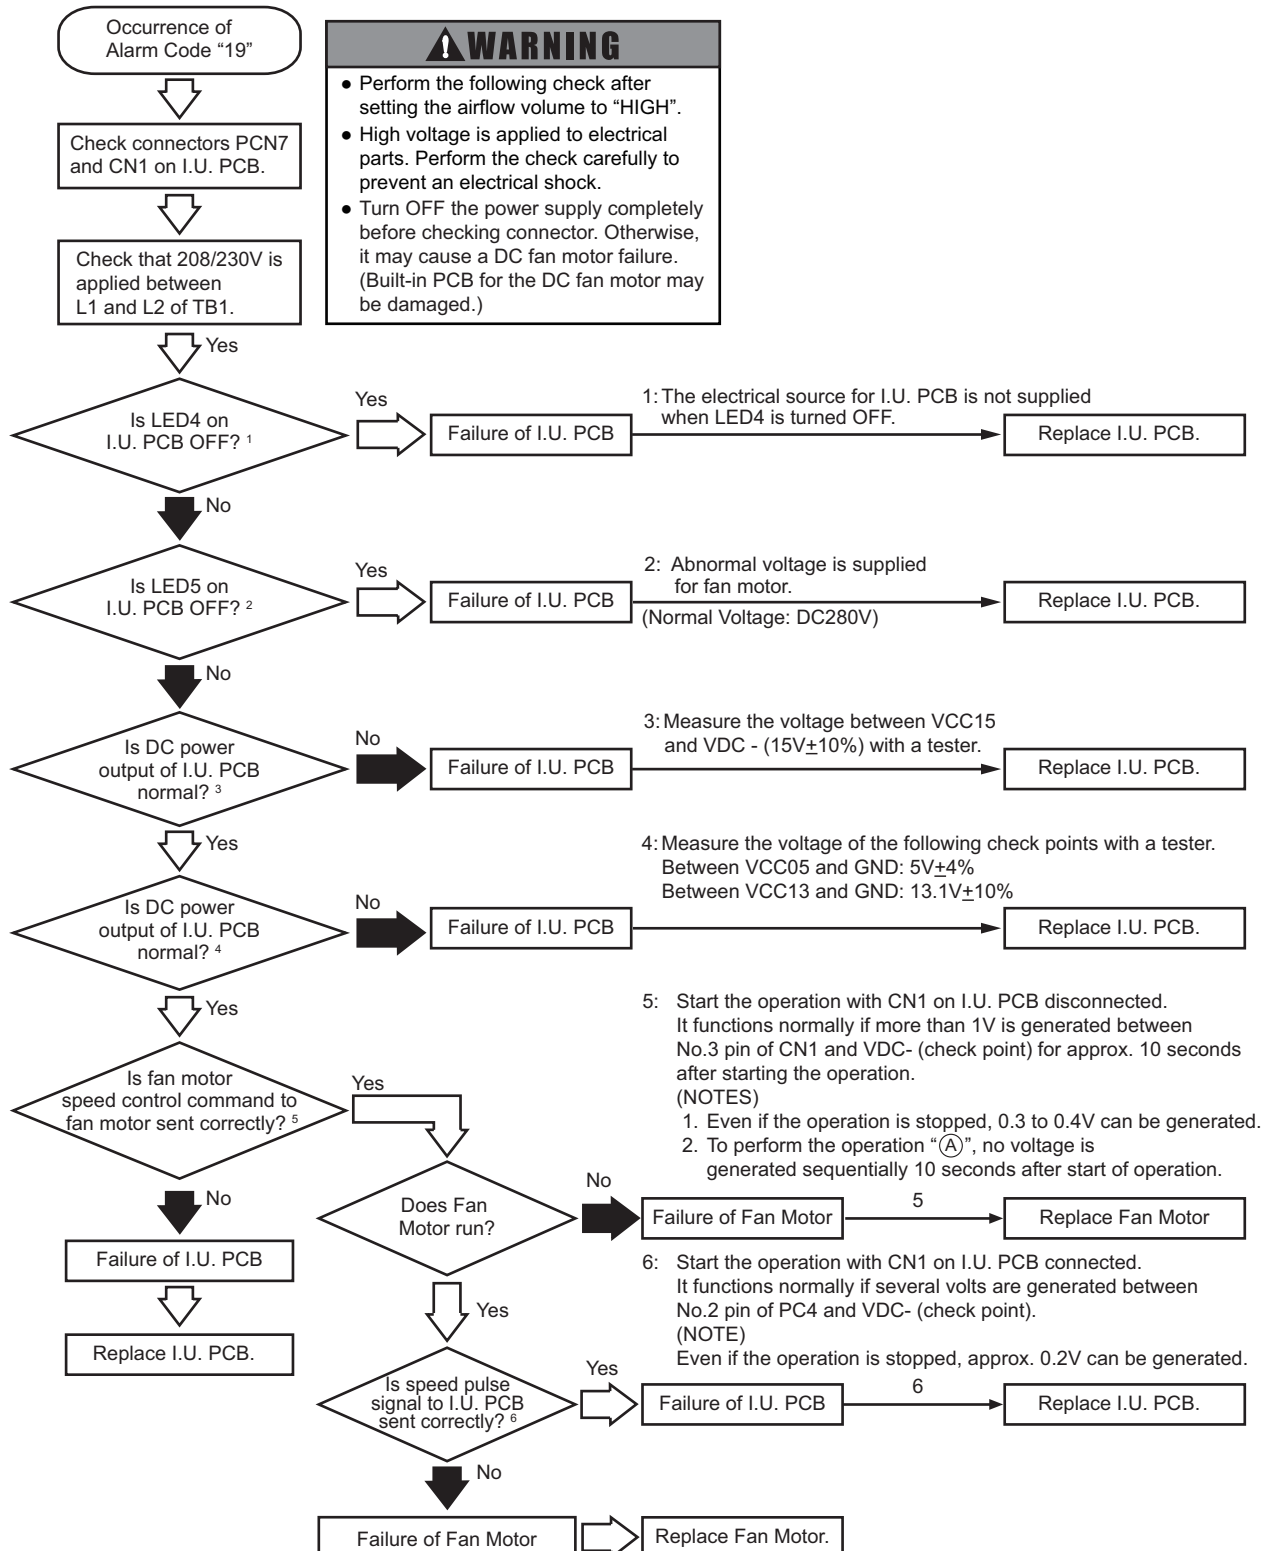 Occurrence of
Alarm Code “19”
WARNING
● Perform the following check after
setting the airflow volume to “HIGH”.
● High voltage is applied to electrical
parts. Perform the check carefully to
prevent an electrical shock.
● Turn OFF the power supply completely
before checking connector. Otherwise,
it may cause a DC fan motor failure.
(Built-in PCB for the DC fan motor may
be damaged.)
Check connectors PCN7
and CN1 on I.U. PCB.
Check that 208/230V is
applied between
L1 and L2 of TB1.
Yes
Is LED4 on
I.U. PCB OFF? 1
Yes
Failure of I.U. PCB
1: The electrical source for I.U. PCB is not supplied
when LED4 is turned OFF.
Replace I.U. PCB.
No
Is LED5 on
I.U. PCB OFF? 2
Yes
Failure of I.U. PCB
2: Abnormal voltage is supplied
for fan motor.
(Normal Voltage: DC280V)
Replace I.U. PCB.
No
Is DC power
output of I.U. PCB
normal? 3
No
Failure of I.U. PCB
3: Measure the voltage between VCC15
and VDC - (15V±10%) with a tester.
Replace I.U. PCB.
Yes
Is DC power
output of I.U. PCB
normal? 4
No
Failure of I.U. PCB
4: Measure the voltage of the following check points with a tester.
Between VCC05 and GND: 5V±4%
Between VCC13 and GND: 13.1V±10%
Replace I.U. PCB.
Yes
Is fan motor
speed control command to
fan motor sent correctly? 5
Yes
5: Start the operation with CN1 on I.U. PCB disconnected.
It functions normally if more than 1V is generated between
No.3 pin of CN1 and VDC- (check point) for approx. 10 seconds
after starting the operation.
(NOTES)
1. Even if the operation is stopped, 0.3 to 0.4V can be generated.
2. To perform the operation “Ⓐ”, no voltage is
generated sequentially 10 seconds after start of operation.
No
Failure of I.U. PCB
Replace I.U. PCB.
Does Fan
Motor run?
No
Failure of Fan Motor
5
Replace Fan Motor
Yes
6: Start the operation with CN1 on I.U. PCB connected.
It functions normally if several volts are generated between
No.2 pin of PC4 and VDC- (check point).
(NOTE)
Even if the operation is stopped, approx. 0.2V can be generated.
Is speed pulse
signal to I.U. PCB
sent correctly? 6
Yes
Failure of I.U. PCB
6
Replace I.U. PCB.
No
Failure of Fan Motor
Replace Fan Motor.